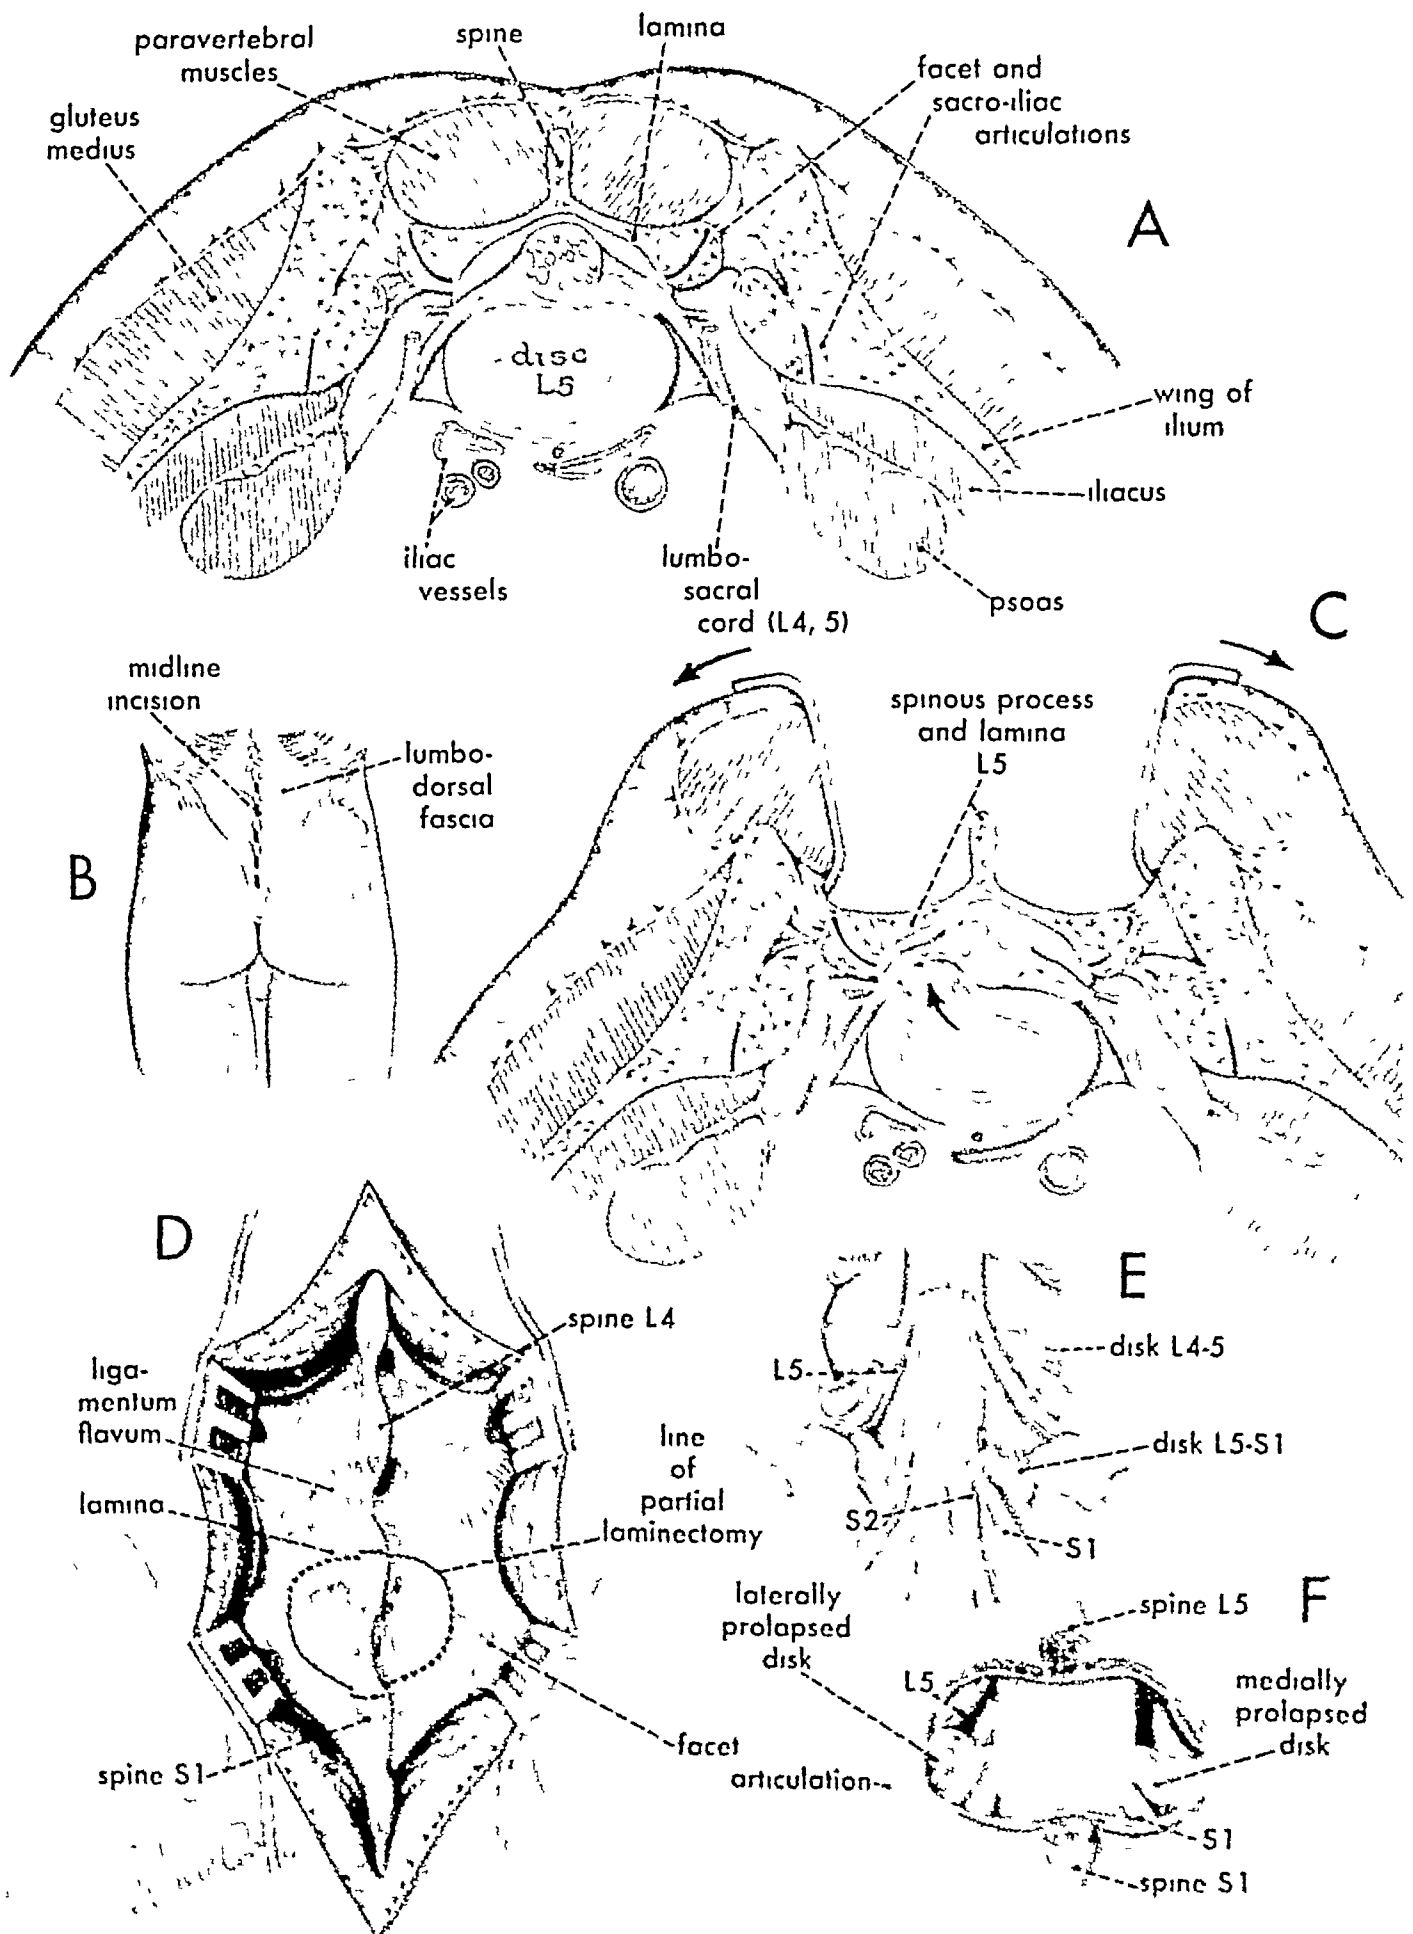 paravertebral
muscles
spine
lamina
facet and
sacro-iliac
articulations
gluteus
medius
A
disc
L5
wing of
ilium
iliacus
psoas
iliac
vessels
lumbo-
sacral
cord (L4, 5)
midline
incision
lumbo-
dorsal
fascia
B
C
spinous process
and lamina
L5
D
spine L4
liga-
mentum
flavum
lamina
line
of
partial
laminectomy
spine S1
facet
articulation
E
disk L4-5
L5
disk L5-S1
S2
S1
F
laterally
prolapsed
disk
spine L5
L5
medially
prolapsed
disk
S1
spine S1